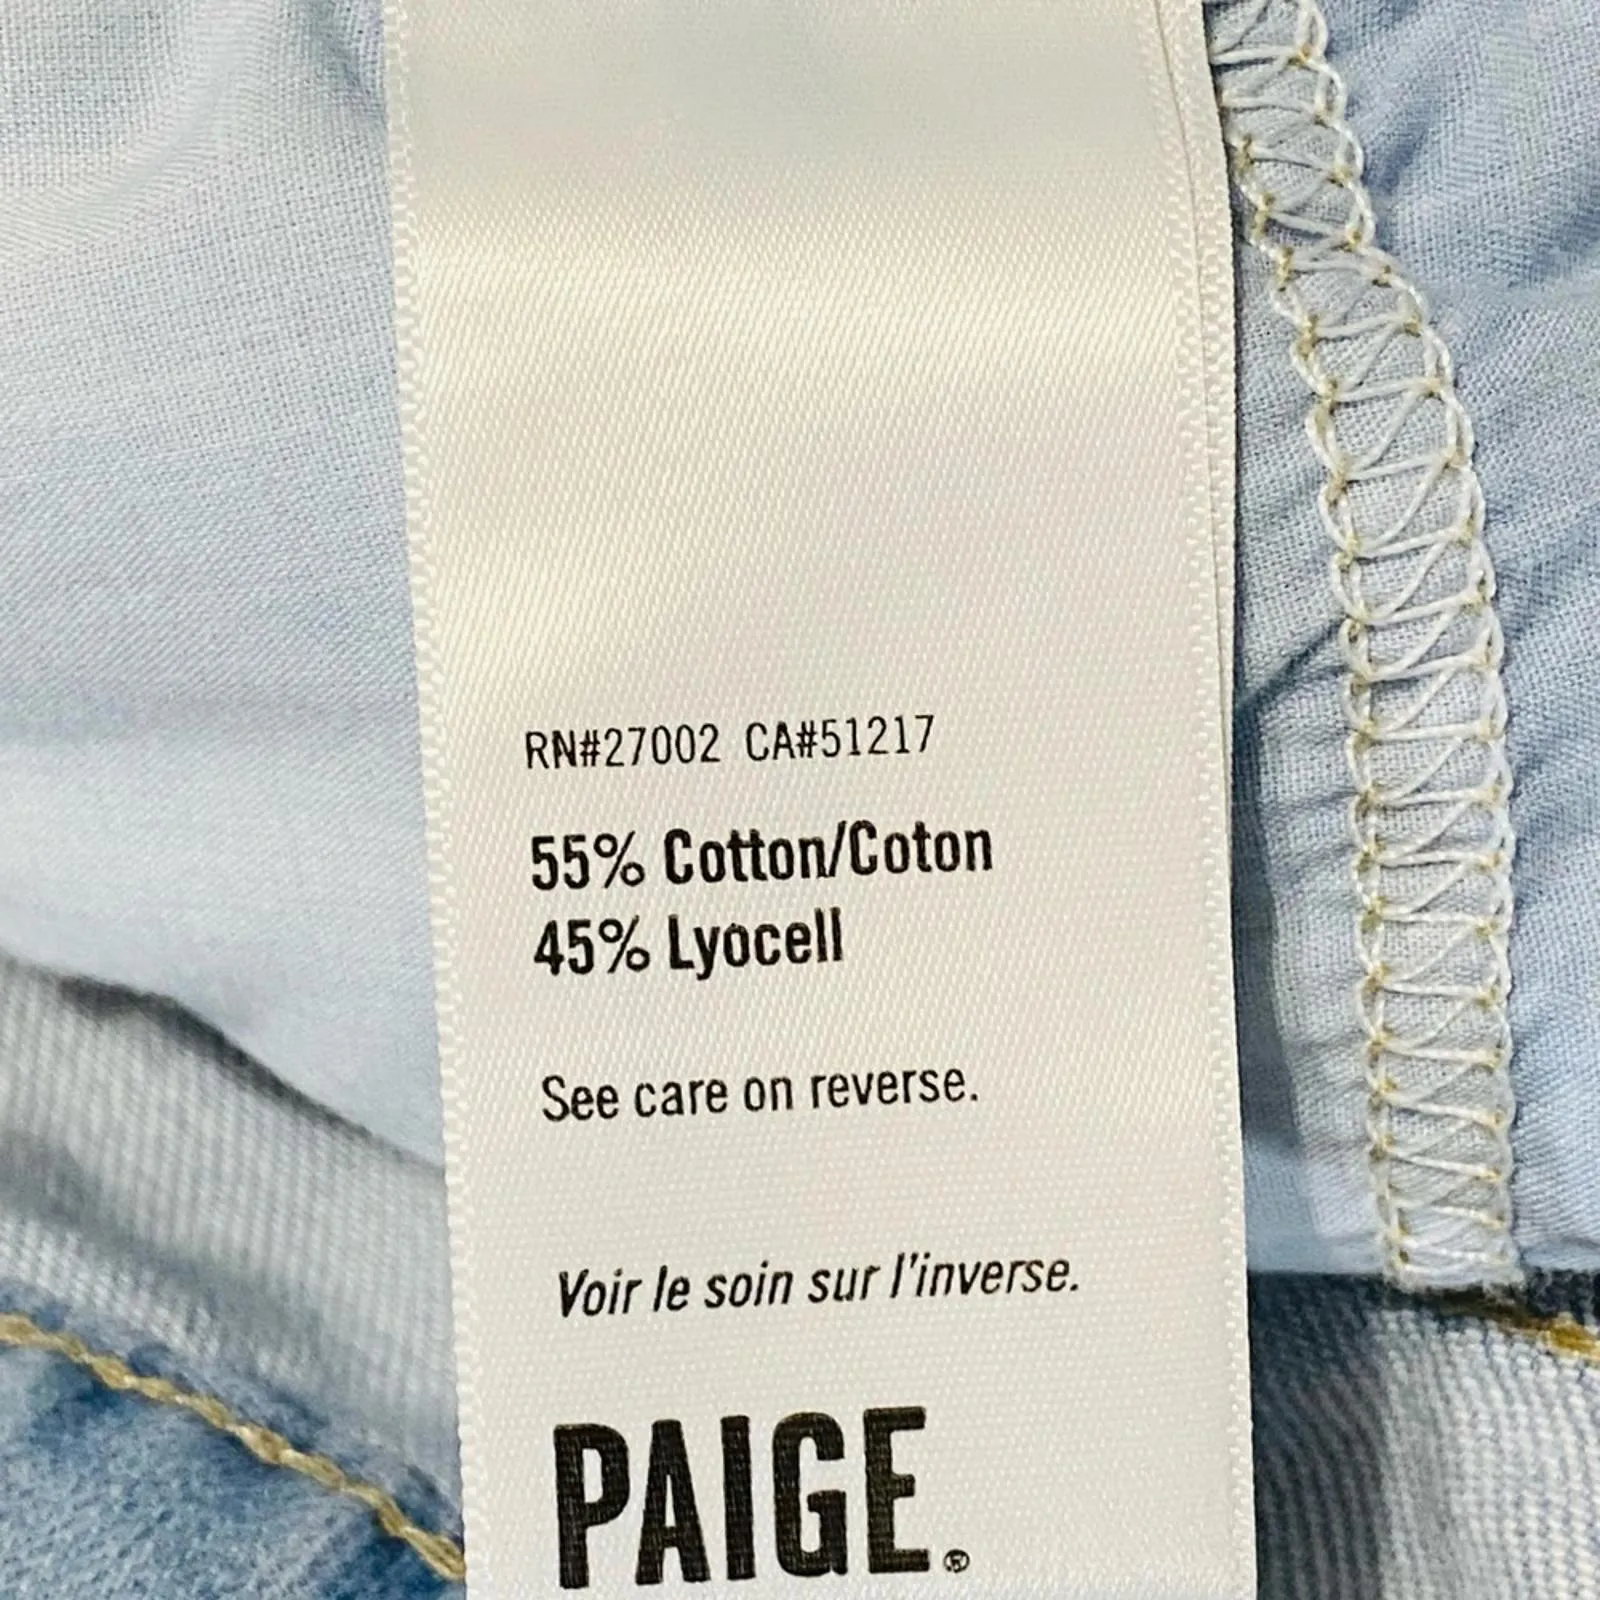 RN#27002 CA#51217
55% Cotton/Coton
45% Lyocell
See care on reverse.
Voir le soin sur l'inverse.
PAIGE®